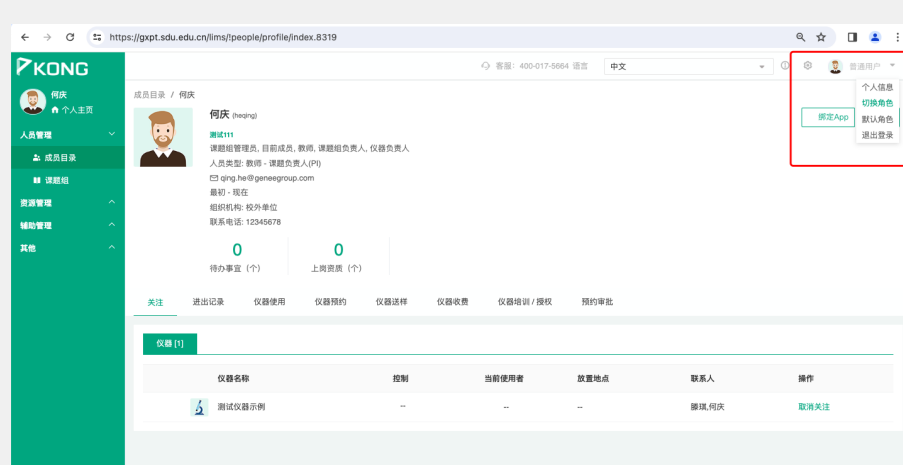 https://gxpt.sdu.edu.cn/lims/!people/profile/index.8319
KONG
客服: 400-017-5664 语言 中文
普通用户
何庆
个人主页
人员管理
成员目录
课题组
资源管理
辅助管理
其他
成员目录 / 何庆
个人信息
切换角色
默认角色
退出登录
绑定App
何庆 (heqing)
测试111
课题组管理员, 目前成员, 教师, 课题组负责人, 仪器负责人
人员类型: 教师 - 课题负责人(PI)
qing.he@geneegroup.com
最初 - 现在
组织机构: 校外单位
联系电话: 12345678
0 0
待办事宜（个） 上岗资质（个）
关注 进出记录 仪器使用 仪器预约 仪器送样 仪器收费 仪器培训 / 授权 预约审批
仪器 [1]
仪器名称 控制 当前使用者 放置地点 联系人 操作
测试仪器示例 -- -- -- 滕琪,何庆 取消关注